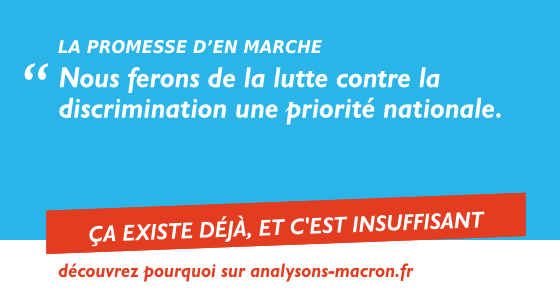 LA PROMESSE D’EN MARCHE
“ Nous ferons de la lutte contre la
discrimination une priorité nationale.
ÇA EXISTE DÉJÀ, ET C'EST INSUFFISANT
découvrez pourquoi sur analysons-macron.fr